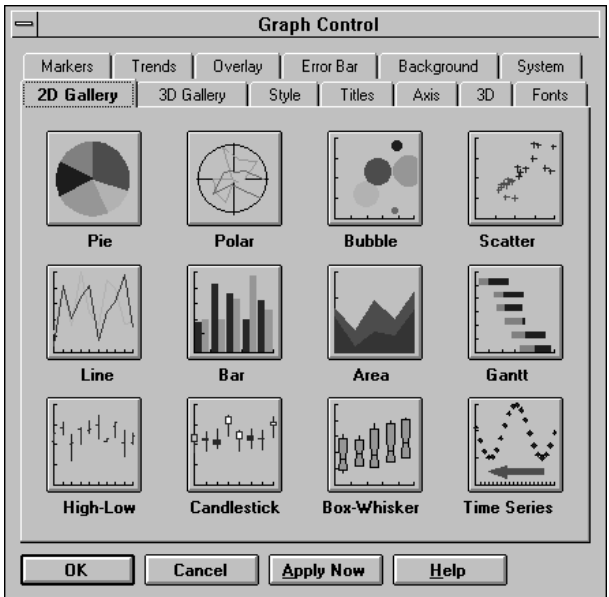 Graph Control
Markers Trends Overlay Error Bar Background System
2D Gallery 3D Gallery Style Titles Axis 3D Fonts
Pie Polar Bubble Scatter
Line Bar Area Gantt
High-Low Candlestick Box-Whisker Time Series
OK Cancel Apply Now Help